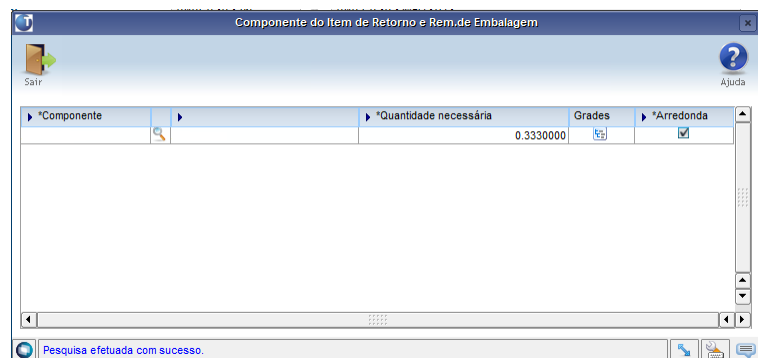 Componente do Item de Retorno e Rem.de Embalagem
Sair
Ajuda
*Componente *Quantidade necessária Grades *Arredonda
0.3330000
Pesquisa efetuada com sucesso.